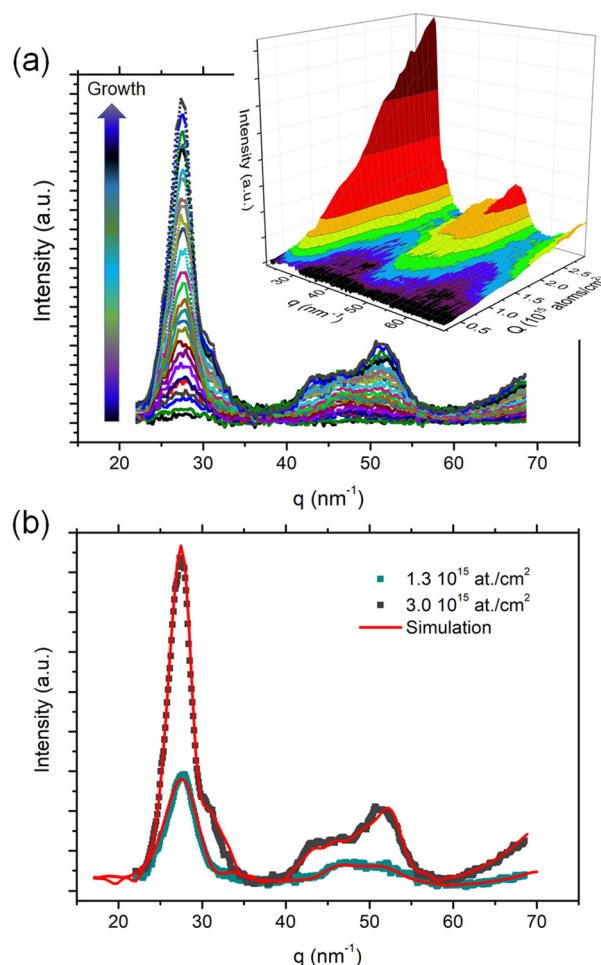 (a)
Growth
Intensity (a.u.)
20 30 40 50 60 70
q (nm⁻¹)
Intensity (a.u.)
30 40 50 60
q (nm⁻¹)
0.5 1.0 1.5 2.0 2.5
Q (10¹⁵ atoms/cm²)
(b)
1.3 10¹⁵ at./cm²
3.0 10¹⁵ at./cm²
Simulation
Intensity (a.u.)
20 30 40 50 60 70
q (nm⁻¹)